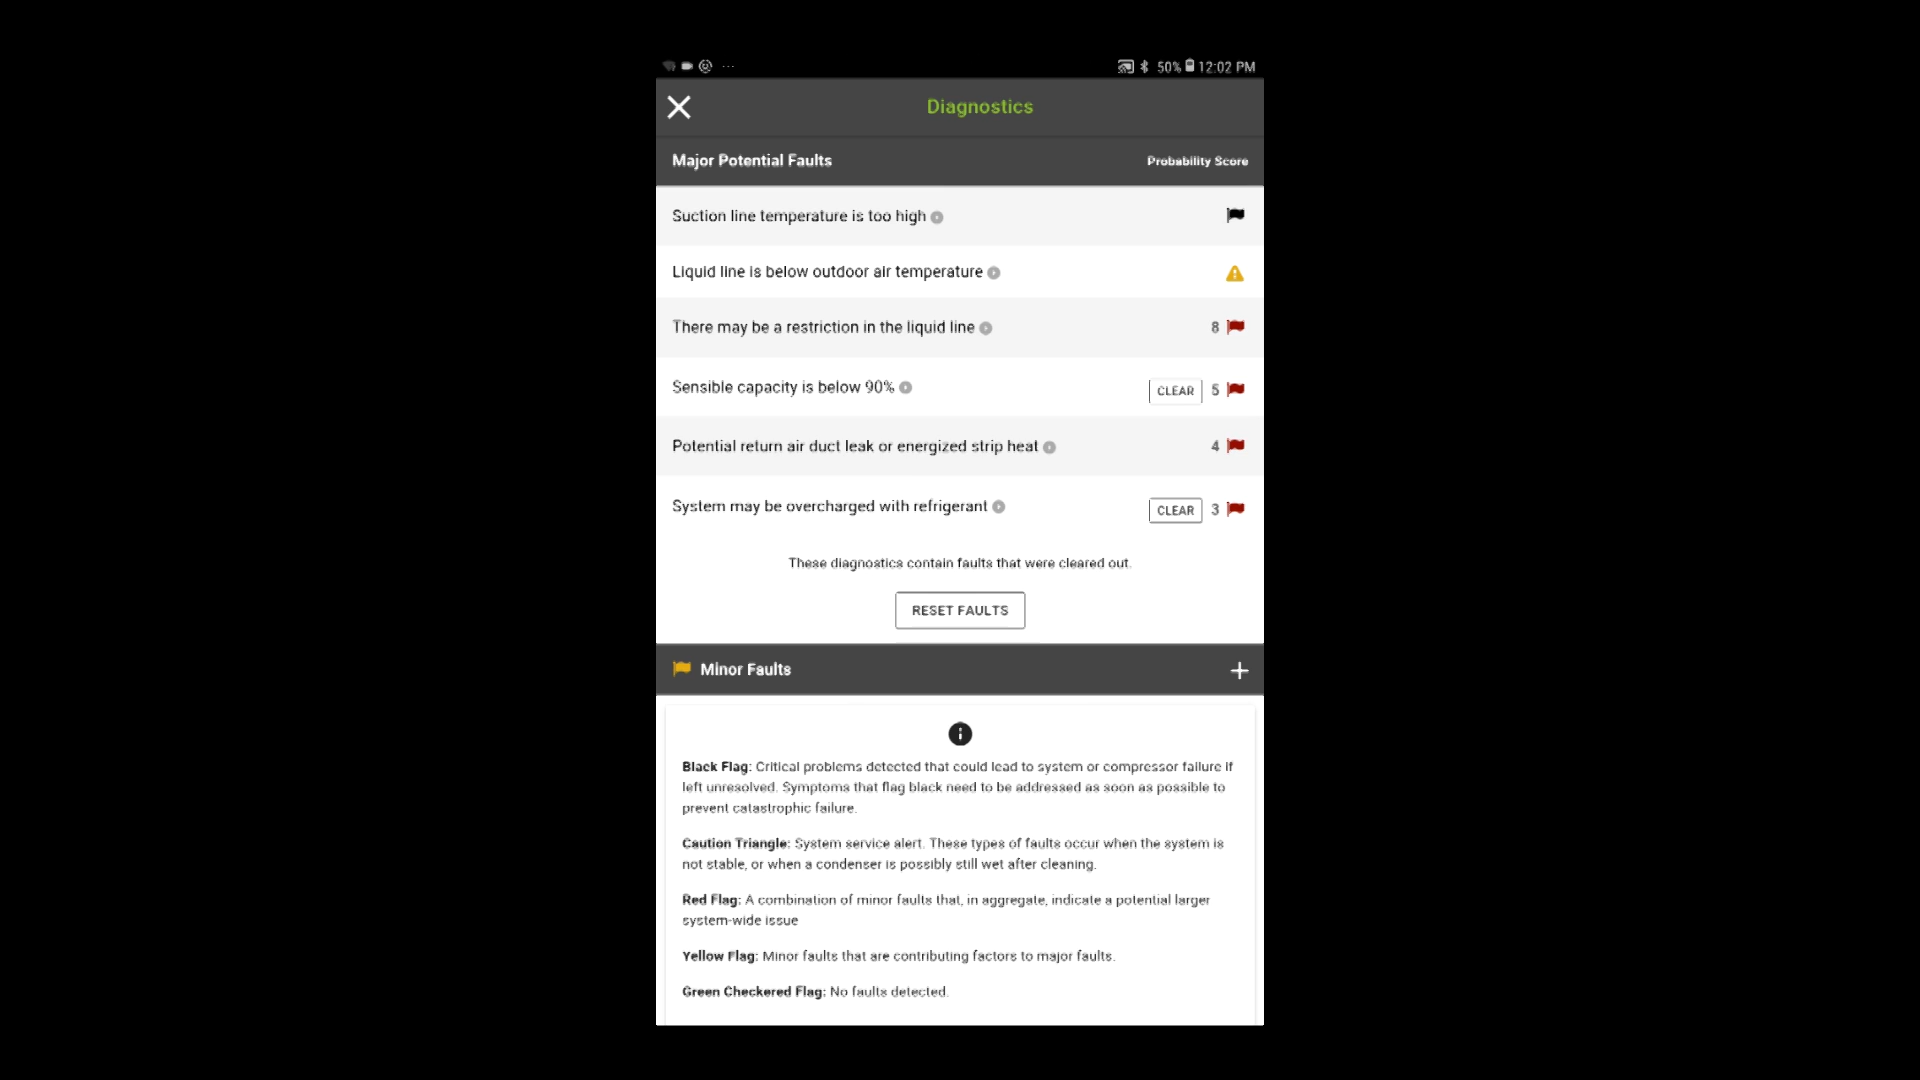 ... 50% 12:02 PM
Diagnostics
Major Potential Faults Probability Score
Suction line temperature is too high
Liquid line is below outdoor air temperature
There may be a restriction in the liquid line 8
Sensible capacity is below 90% CLEAR 5
Potential return air duct leak or energized strip heat 4
System may be overcharged with refrigerant CLEAR 3
These diagnostics contain faults that were cleared out.
RESET FAULTS
Minor Faults +
Black Flag: Critical problems detected that could lead to system or compressor failure if
left unresolved. Symptoms that flag black need to be addressed as soon as possible to
prevent catastrophic failure.
Caution Triangle: System service alert. These types of faults occur when the system is
not stable, or when a condenser is possibly still wet after cleaning.
Red Flag: A combination of minor faults that, in aggregate, indicate a potential larger
system-wide issue
Yellow Flag: Minor faults that are contributing factors to major faults.
Green Checkered Flag: No faults detected.